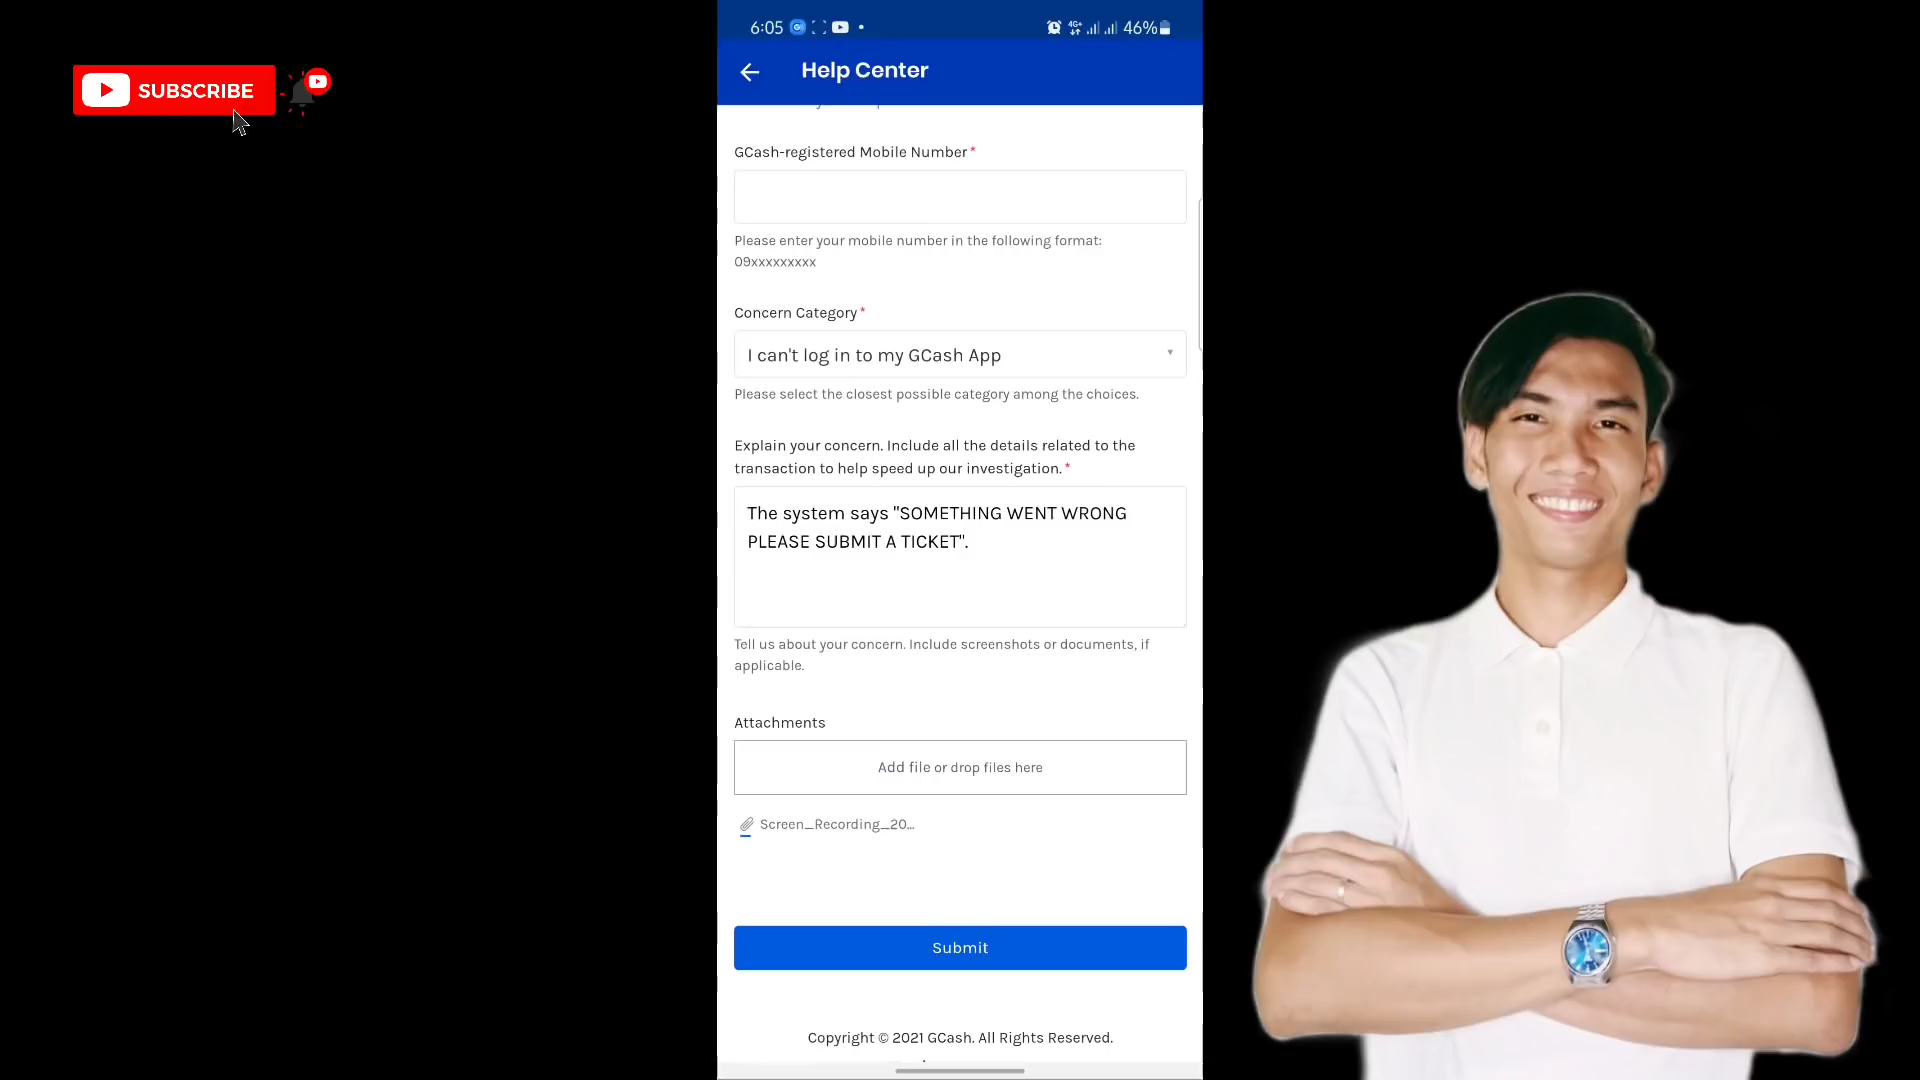 6:05
46%
SUBSCRIBE
Help Center
GCash-registered Mobile Number*
Please enter your mobile number in the following format:
09xxxxxxxxx
Concern Category*
I can't log in to my GCash App
Please select the closest possible category among the choices.
Explain your concern. Include all the details related to the
transaction to help speed up our investigation.*
The system says "SOMETHING WENT WRONG
PLEASE SUBMIT A TICKET".
Tell us about your concern. Include screenshots or documents, if
applicable.
Attachments
Add file or drop files here
Screen_Recording_20...
Submit
Copyright © 2021 GCash. All Rights Reserved.